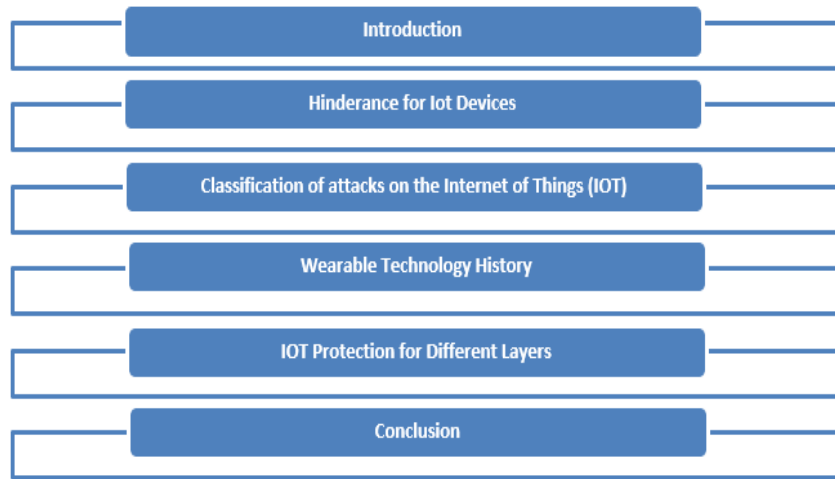 Introduction
Hinderance for Iot Devices
Classification of attacks on the Internet of Things (IOT)
Wearable Technology History
IOT Protection for Different Layers
Conclusion